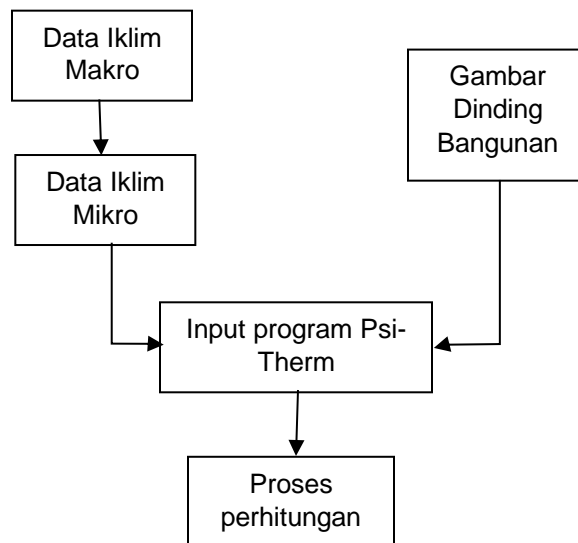 Data Iklim
Makro
Gambar
Dinding
Bangunan
Data Iklim
Mikro
Input program Psi-
Therm
Proses
perhitungan